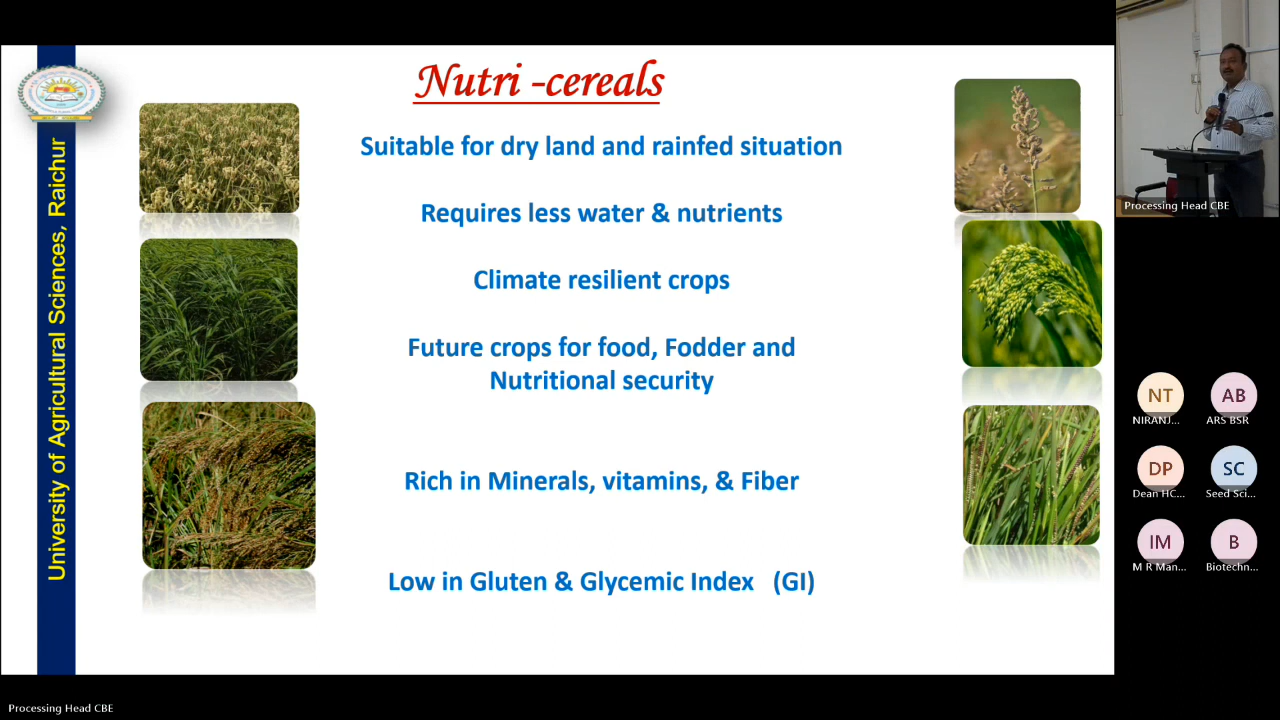 Nutri -cereals
Suitable for dry land and rainfed situation
Requires less water & nutrients
Climate resilient crops
Future crops for food, Fodder and
Nutritional security
Rich in Minerals, vitamins, & Fiber
Low in Gluten & Glycemic Index (GI)
University of Agricultural Sciences, Raichur
Processing Head CBE
NT
AB
NIRANJ...
ARS BSR
DP
SC
Dean HC...
Seed Sci...
IM
B
M R Man...
Biotechn...
Processing Head CBE